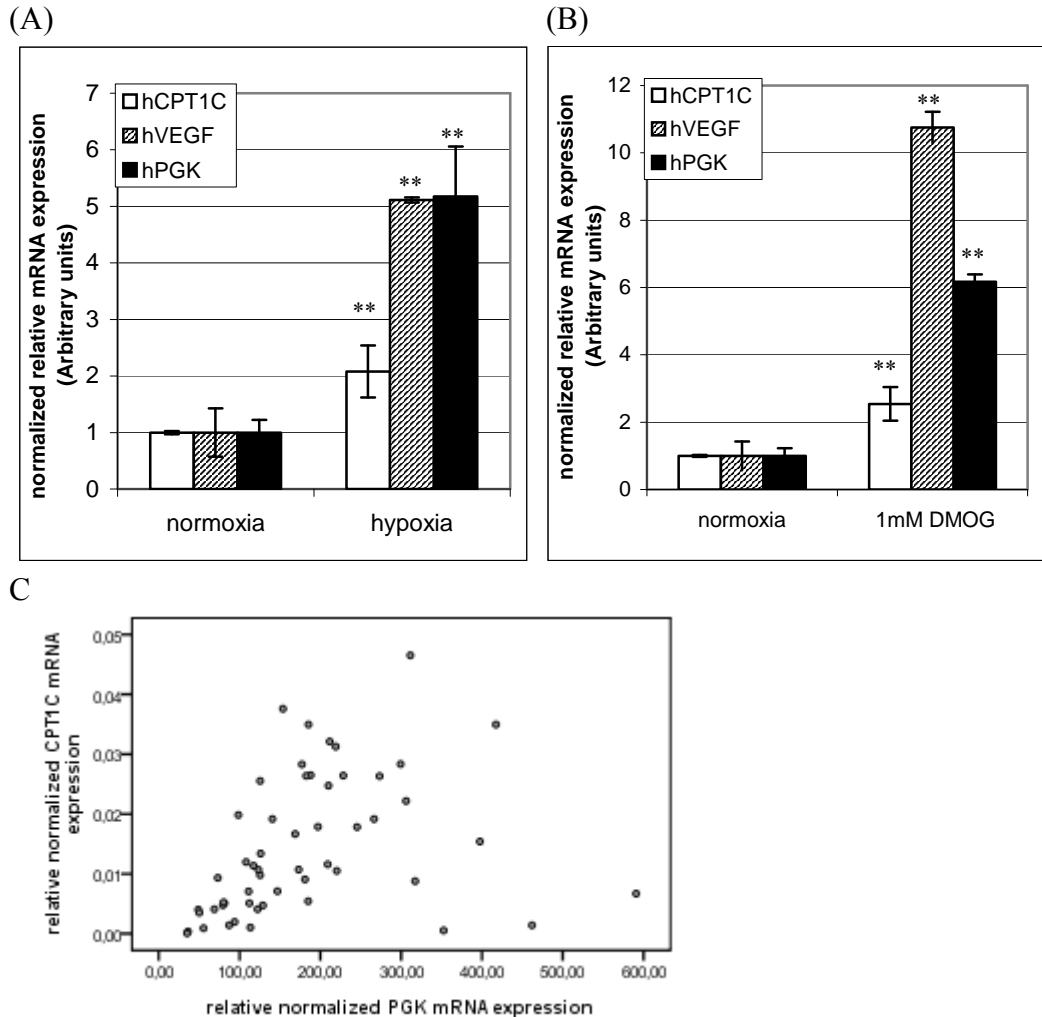 (A)
normalized relative mRNA expression
(Arbitrary units)
7
6
5
4
3
2
1
0
hCPT1C
hVEGF
hPGK
**
**
**
normoxia
hypoxia
(B)
normalized relative mRNA expression
(Arbitrary units)
12
10
8
6
4
2
0
hCPT1C
hVEGF
hPGK
**
**
**
normoxia
1mM DMOG
C
relative normalized CPT1C mRNA
expression
0,05
0,04
0,03
0,02
0,01
0,00
0,00
100,00
200,00
300,00
400,00
500,00
600,00
relative normalized PGK mRNA expression